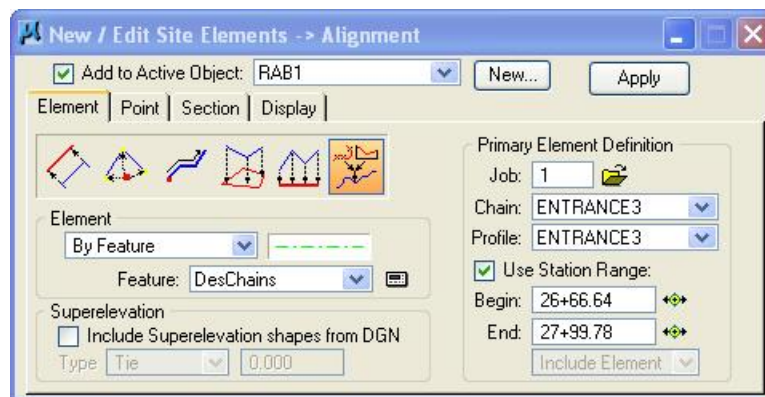 New / Edit Site Elements -> Alignment
Add to Active Object: RAB1 New... Apply
Element Point Section Display
Primary Element Definition
Job: 1
Chain: ENTRANCE3
Profile: ENTRANCE3
Use Station Range:
Begin: 26+66.64
End: 27+99.78
Include Element
Element
By Feature
Feature: DesChains
Superelevation
Include Superelevation shapes from DGN
Type Tie 0.000